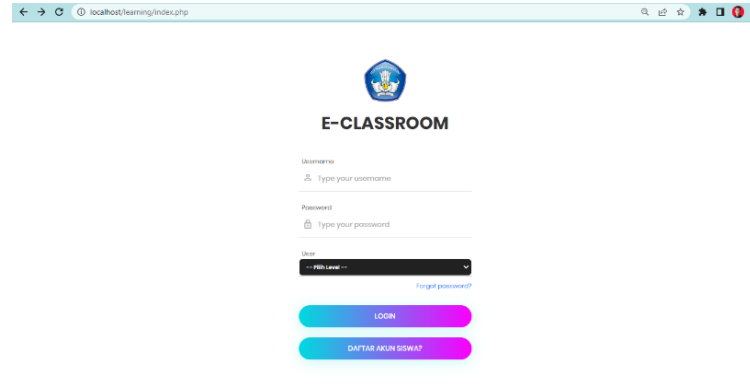 localhost/learning/index.php
E-CLASSROOM
Username
Type your username
Password
Type your password
User
-- Pilih Level --
Forgot password?
LOGIN
DAFTAR AKUN SISWA?